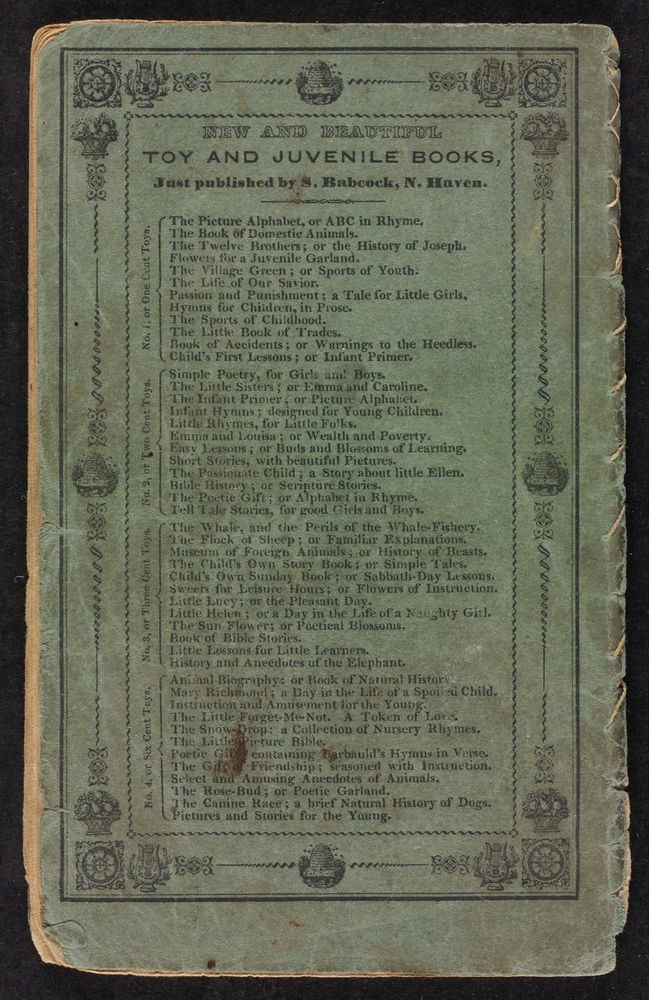 NEW AND BEAUTIFUL
TOY AND JUVENILE BOOKS,
Just published by S. Babcock, N. Haven.
No. 1, or One Cent Toys.
The Picture Alphabet, or ABC in Rhyme.
The Book of Domestic Animals.
The Twelve Brothers; or the History of Joseph.
Flowers for a Juvenile Garland.
The Village Green; or Sports of Youth.
The Life of Our Savior.
Passion and Punishment; a Tale for Little Girls.
Hymns for Children, in Prose.
The Sports of Childhood.
The Little Book of Trades.
Book of Accidents; or Warnings to the Heedless.
Child's First Lessons; or Infant Primer.
No. 2, or Two Cent Toys.
Simple Poetry, for Girls and Boys.
The Little Sisters; or Emma and Caroline.
The Infant Primer; or Picture Alphabet.
Infant Hymns; designed for Young Children.
Little Rhymes, for Little Folks.
Emma and Louisa; or Wealth and Poverty.
Easy Lessons; or Buds and Blossoms of Learning.
Short Stories, with beautiful Pictures.
The Passionate Child; a Story about little Ellen.
Bible History; or Scripture Stories.
The Poetic Gift; or Alphabet in Rhyme.
Tell Tale Stories, for good Girls and Boys.
No. 3, or Three Cent Toys.
The Whale, and the Perils of the Whale-Fishery.
The Flock of Sheep; or Familiar Explanations.
Museum of Foreign Animals; or History of Beasts.
The Child's Own Story Book; or Simple Tales.
Child's Own Sunday Book; or Sabbath-Day Lessons.
Sweets for Leisure Hours; or Flowers of Instruction.
Little Lucy; or the Pleasant Day.
Little Helen; or a Day in the Life of a Naughty Girl.
The Sun Flower; or Poetical Blossoms.
Book of Bible Stories.
Little Lessons for Little Learners.
History and Anecdotes of the Elephant.
No. 4, or Six Cent Toys.
Animal Biography: or Book of Natural History.
Mary Richmond; a Day in the Life of a Spoiled Child.
Instruction and Amusement for the Young.
The Little Forget-Me-Not. A Token of Love.
The Snow-Drop: a Collection of Nursery Rhymes.
The Little Picture Bible.
Poetic Gift containing Barbauld's Hymns in Verse.
The Friendship; seasoned with Instruction.
Select and Amusing Anecdotes of Animals.
The Rose-Bud; or Poetic Garland.
The Canine Race; a brief Natural History of Dogs.
Pictures and Stories for the Young.